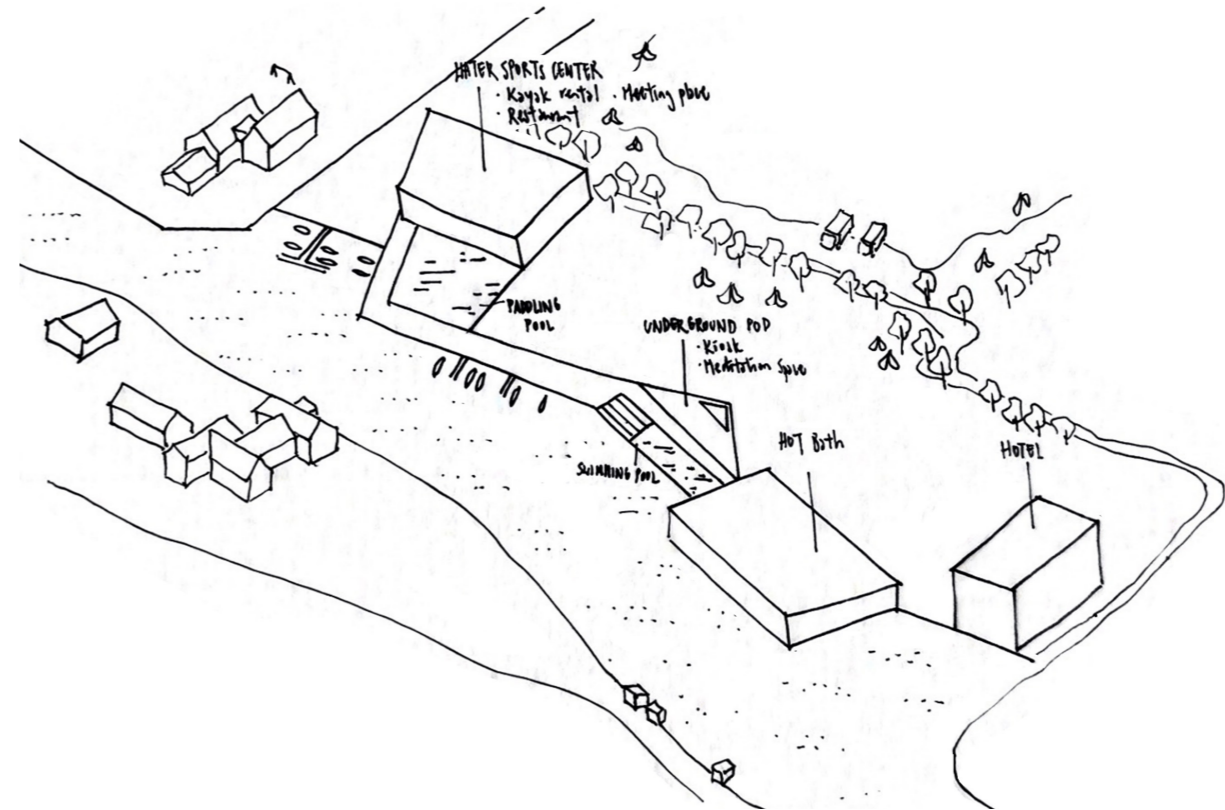 WATER SPORTS CENTER
· Kayak rental · Meeting place
· Restaurant
PADDLING
POOL
UNDERGROUND POD
· Kiosk
· Meditation Space
SWIMMING POOL
HOT Bath
HOTEL